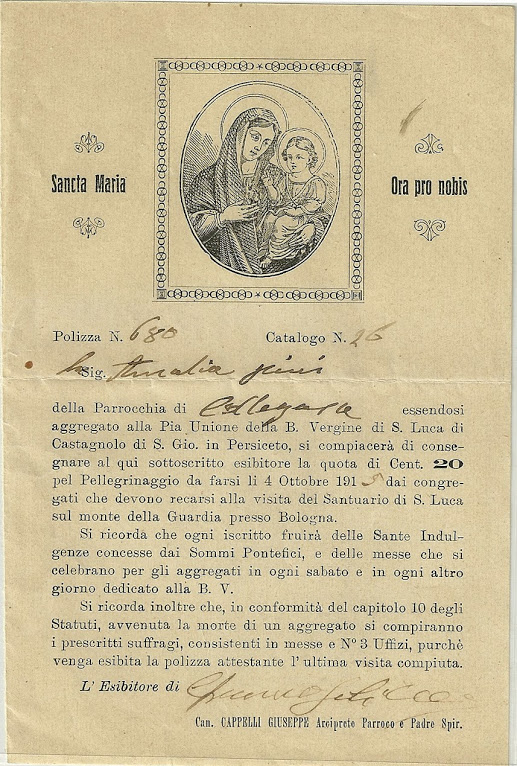 Sancta Maria
Ora pro nobis
Polizza N. 680 Catalogo N. 26
Sig. Amalia
della Parrocchia di essendosi
aggregato alla Pia Unione della B. Vergine di S. Luca di
Castagnolo di S. Gio. in Persiceto, si compiacerà di conse-
gnare al qui sottoscritto esibitore la quota di Cent. 20
pel Pellegrinaggio da farsi li 4 Ottobre 1915 dai congre-
gati che devono recarsi alla visita del Santuario di S. Luca
sul monte della Guardia presso Bologna.
Si ricorda che ogni iscritto fruirà delle Sante Indul-
genze concesse dai Sommi Pontefici, e delle messe che si
celebrano per gli aggregati in ogni sabato e in ogni altro
giorno dedicato alla B. V.
Si ricorda inoltre che, in conformità del capitolo 10 degli
Statuti, avvenuta la morte di un aggregato si compiranno
i prescritti suffragi, consistenti in messe e N° 3 Uffizi, purchè
venga esibita la polizza attestante l' ultima visita compiuta.
L' Esibitore di
Can. CAPPELLI GIUSEPPE Arciprete Parroco e Padre Spir.